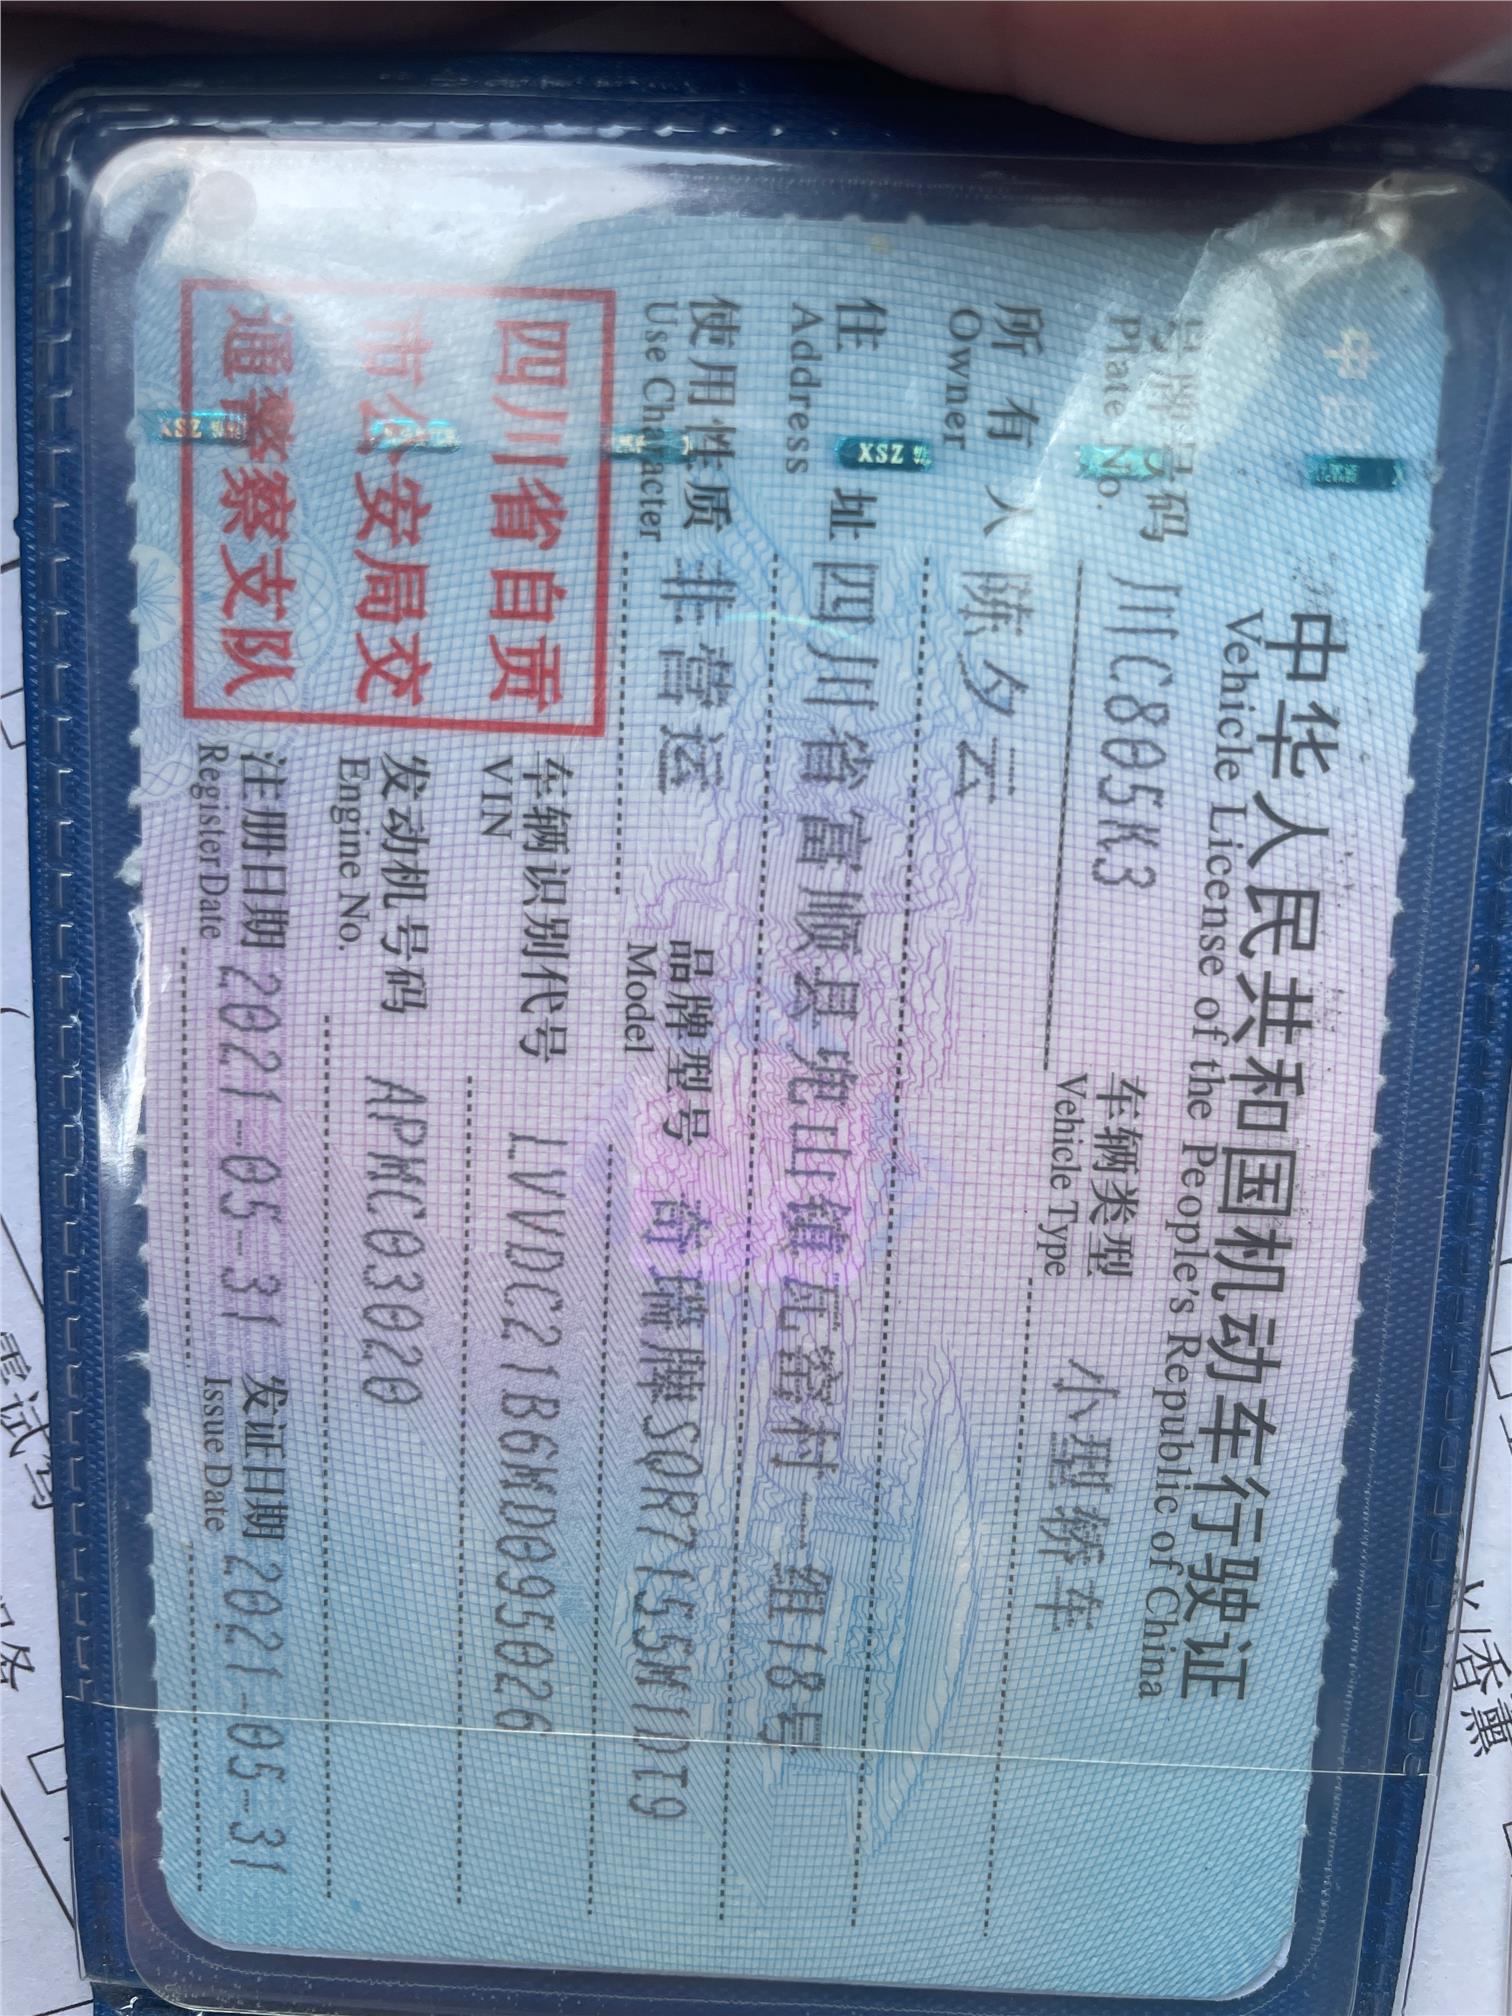 中华人民共和国机动车行驶证
Vehicle License of the People's Republic of China
号牌号码 川C805K3 车辆类型 小型轿车
Plate No. Vehicle Type
所有人 陈夕云
Owner
住址 四川省富顺县兜山镇瓦窑村一组18号
Address
使用性质 非营运 品牌型号 奇瑞牌SQR7155M1DT9
Use Character Model
四川省自贡
市公安局交
通警察支队
车辆识别代号 LVVDC21B6MD095026
VIN
发动机号码 APMC03020
Engine No.
注册日期 2021-05-31 发证日期 2021-05-31
Register Date Issue Date
XSZ
XSZ